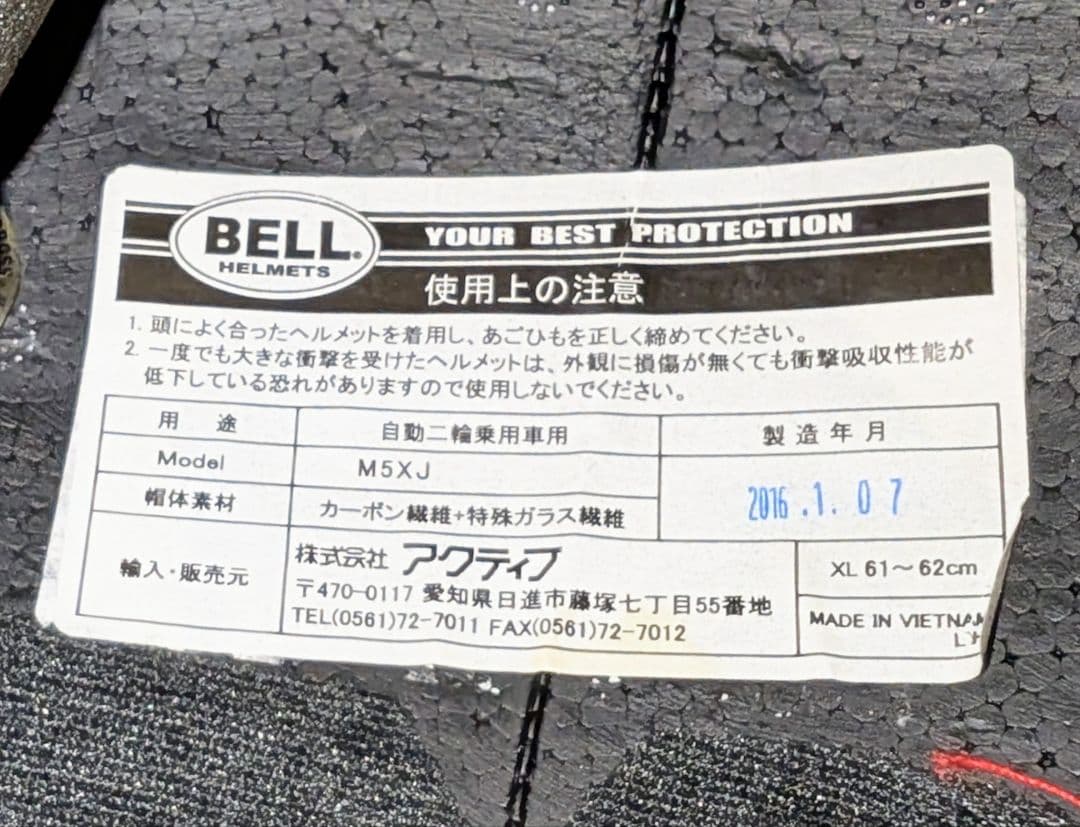 BELL.
HELMETS
YOUR BEST PROTECTION
使用上の注意
1. 頭によく合ったヘルメットを着用し、あごひもを正しく締めてください。
2. 一度でも大きな衝撃を受けたヘルメットは、外観に損傷が無くても衝撃吸収性能が
低下している恐れがありますので使用しないでください。
用 途
自動二輪乗用車用
製造年月
Model
M5XJ
2016.1.07
帽体素材
カーボン繊維+特殊ガラス繊維
輸入・販売元
株式会社 アクティブ
〒470-0117 愛知県日進市藤塚七丁目55番地
TEL(0561)72-7011 FAX(0561)72-7012
XL 61～62cm
MADE IN VIETNAM